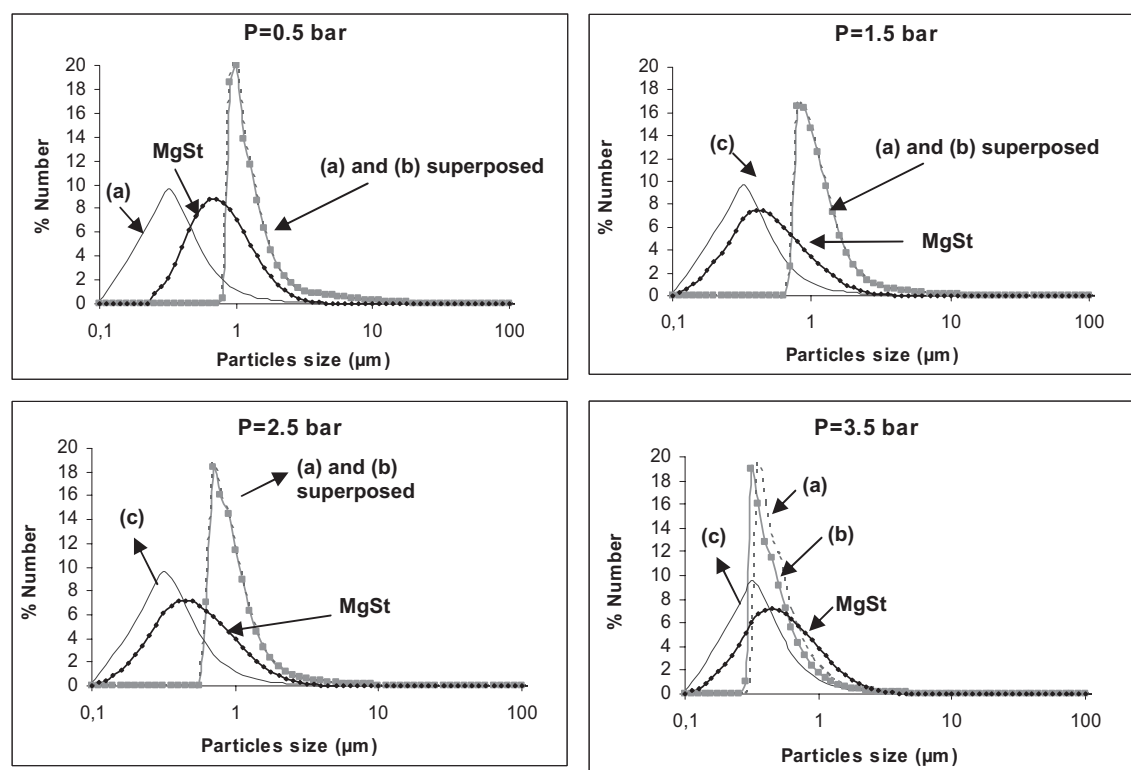 P=0.5 bar
% Number
20
18
16
14
12
10
8
6
4
2
0
MgSt
(a)
(a) and (b) superposed
0,1 1 10 100
Particles size (µm)
P=1.5 bar
% Number
20
18
16
14
12
10
8
6
4
2
0
(c)
(a) and (b) superposed
MgSt
0,1 1 10 100
Particles size (µm)
P=2.5 bar
% Number
20
18
16
14
12
10
8
6
4
2
0
(a) and (b)
superposed
(c)
MgSt
0,1 1 10 100
Particles size (µm)
P=3.5 bar
% Number
20
18
16
14
12
10
8
6
4
2
0
(a)
(c)
(b)
MgSt
0,1 1 10 100
Particles size (µm)